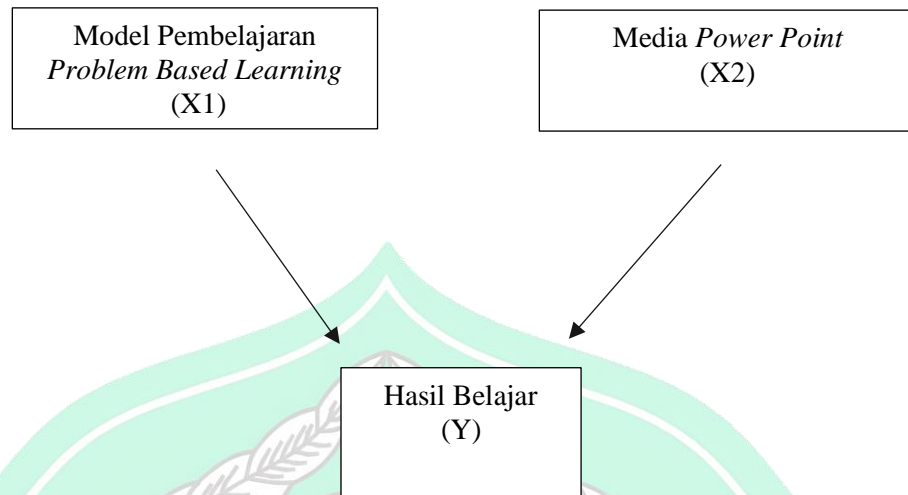 Model Pembelajaran
Problem Based Learning
(X1)
Media Power Point
(X2)
Hasil Belajar
(Y)